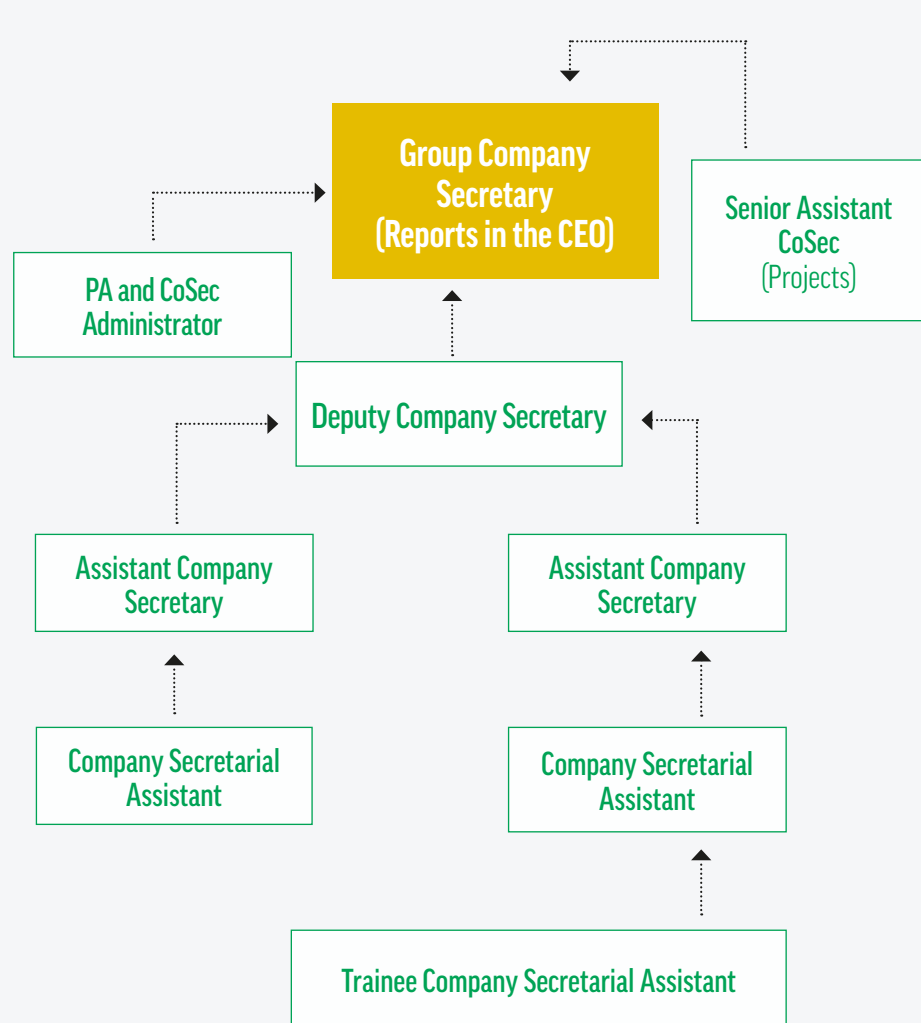 Group Company
Secretary
(Reports in the CEO)
Senior Assistant
CoSec
(Projects)
PA and CoSec
Administrator
Deputy Company Secretary
Assistant Company
Secretary
Assistant Company
Secretary
Company Secretarial
Assistant
Company Secretarial
Assistant
Trainee Company Secretarial Assistant